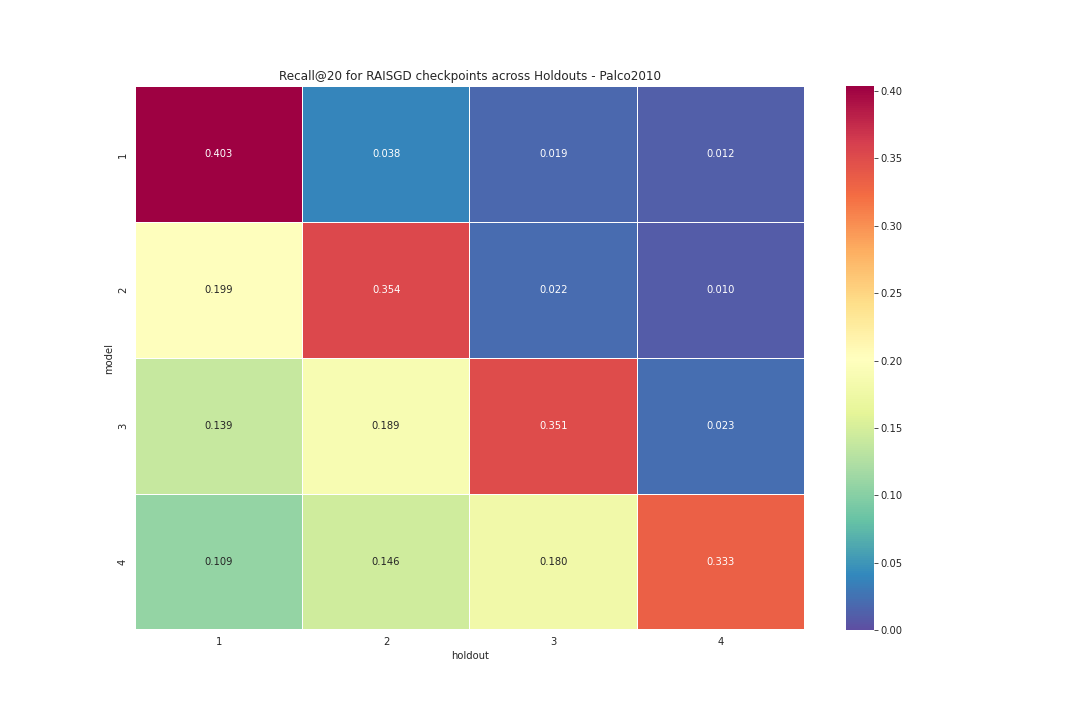 Recall@20 for RAISGD checkpoints across Holdouts - Palco2010
0.403 0.038 0.019 0.012
0.199 0.354 0.022 0.010
0.139 0.189 0.351 0.023
0.109 0.146 0.180 0.333
1
2
3
4
model
1 2 3 4
holdout
0.40
0.35
0.30
0.25
0.20
0.15
0.10
0.05
0.00